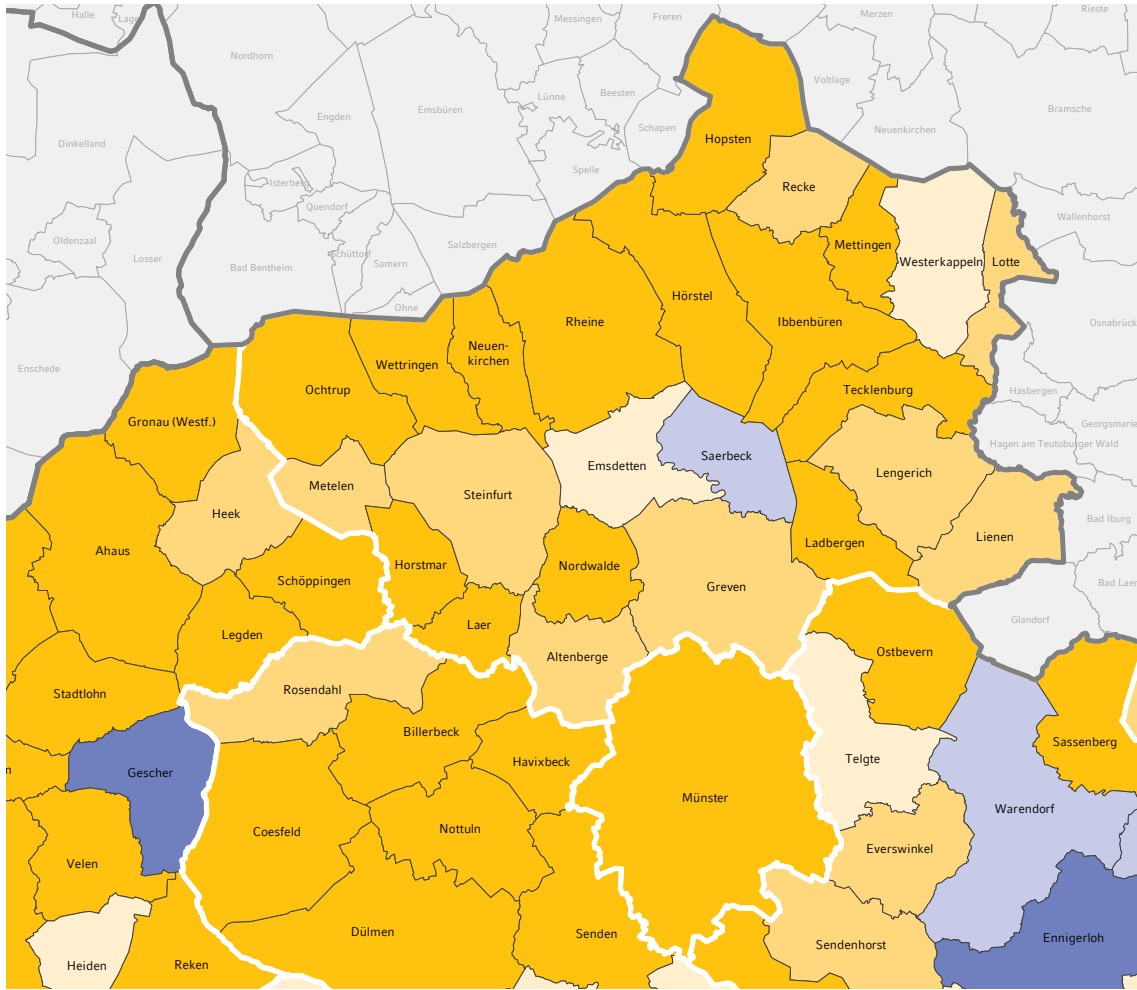 Halle
Lage
Messingen
Freren
Merzen
Rieste
Nordhorn
Voltlage
Lünne
Beesten
Emsbüren
Bramsche
Engden
Schapen
Neuenkirchen
Dinkelland
Hopsten
Spelle
Isterberg
Recke
Quendorf
Wallenhorst
Oldenzaal
Salzbergen
Mettingen
Losser
Schüttorf
Samern
Westerkappeln
Lotte
Bad Bentheim
Hörstel
Ohne
Rheine
Ibbenbüren
Osnabrück
Neuen-
kirchen
Enschede
Wettringen
Ochtrup
Tecklenburg
Hasbergen
Gronau (Westf.)
Georgsmarie
Hagen am Teutoburger Wald
Saerbeck
Emsdetten
Lengerich
Metelen
Steinfurt
Heek
Bad Iburg
Lienen
Ahaus
Ladbergen
Horstmar
Nordwalde
Schöppingen
Bad Laer
Greven
Glandorf
Laer
Legden
Ostbevern
Altenberge
Rosendahl
Stadtlohn
Billerbeck
Sassenberg
Telgte
Havixbeck
Gescher
n
Münster
Warendorf
Nottuln
Coesfeld
Everswinkel
Velen
Dülmen
Senden
Ennigerloh
Sendenhorst
Heiden
Reken